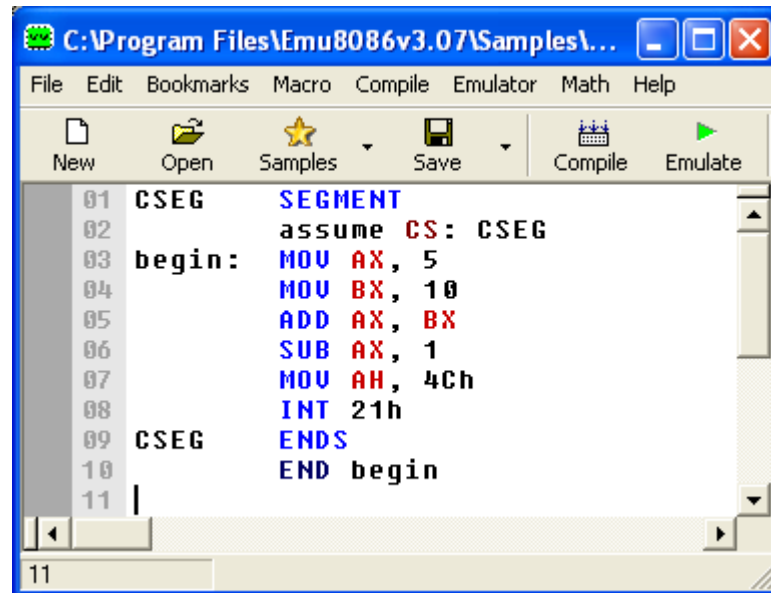 C:\Program Files\Emu8086v3.07\Samples\...
File Edit Bookmarks Macro Compile Emulator Math Help
New Open Samples Save Compile Emulate
01 CSEG SEGMENT
02 assume CS: CSEG
03 begin: MOV AX, 5
04 MOV BX, 10
05 ADD AX, BX
06 SUB AX, 1
07 MOV AH, 4Ch
08 INT 21h
09 CSEG ENDS
10 END begin
11
11